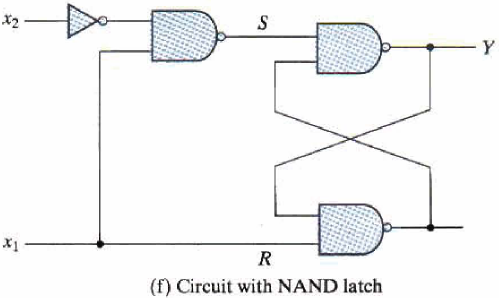 x₂
S
Y
x₁
R
(f) Circuit with NAND latch